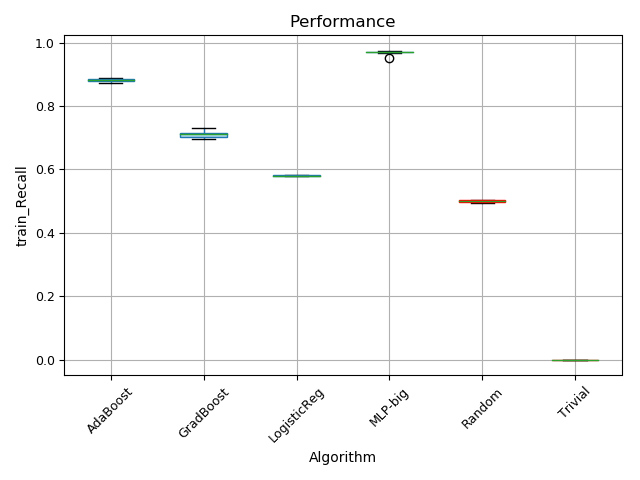 Performance
train_Recall
1.0
0.8
0.6
0.4
0.2
0.0
AdaBoost
GradBoost
LogisticReg
MLP-big
Random
Trivial
Algorithm